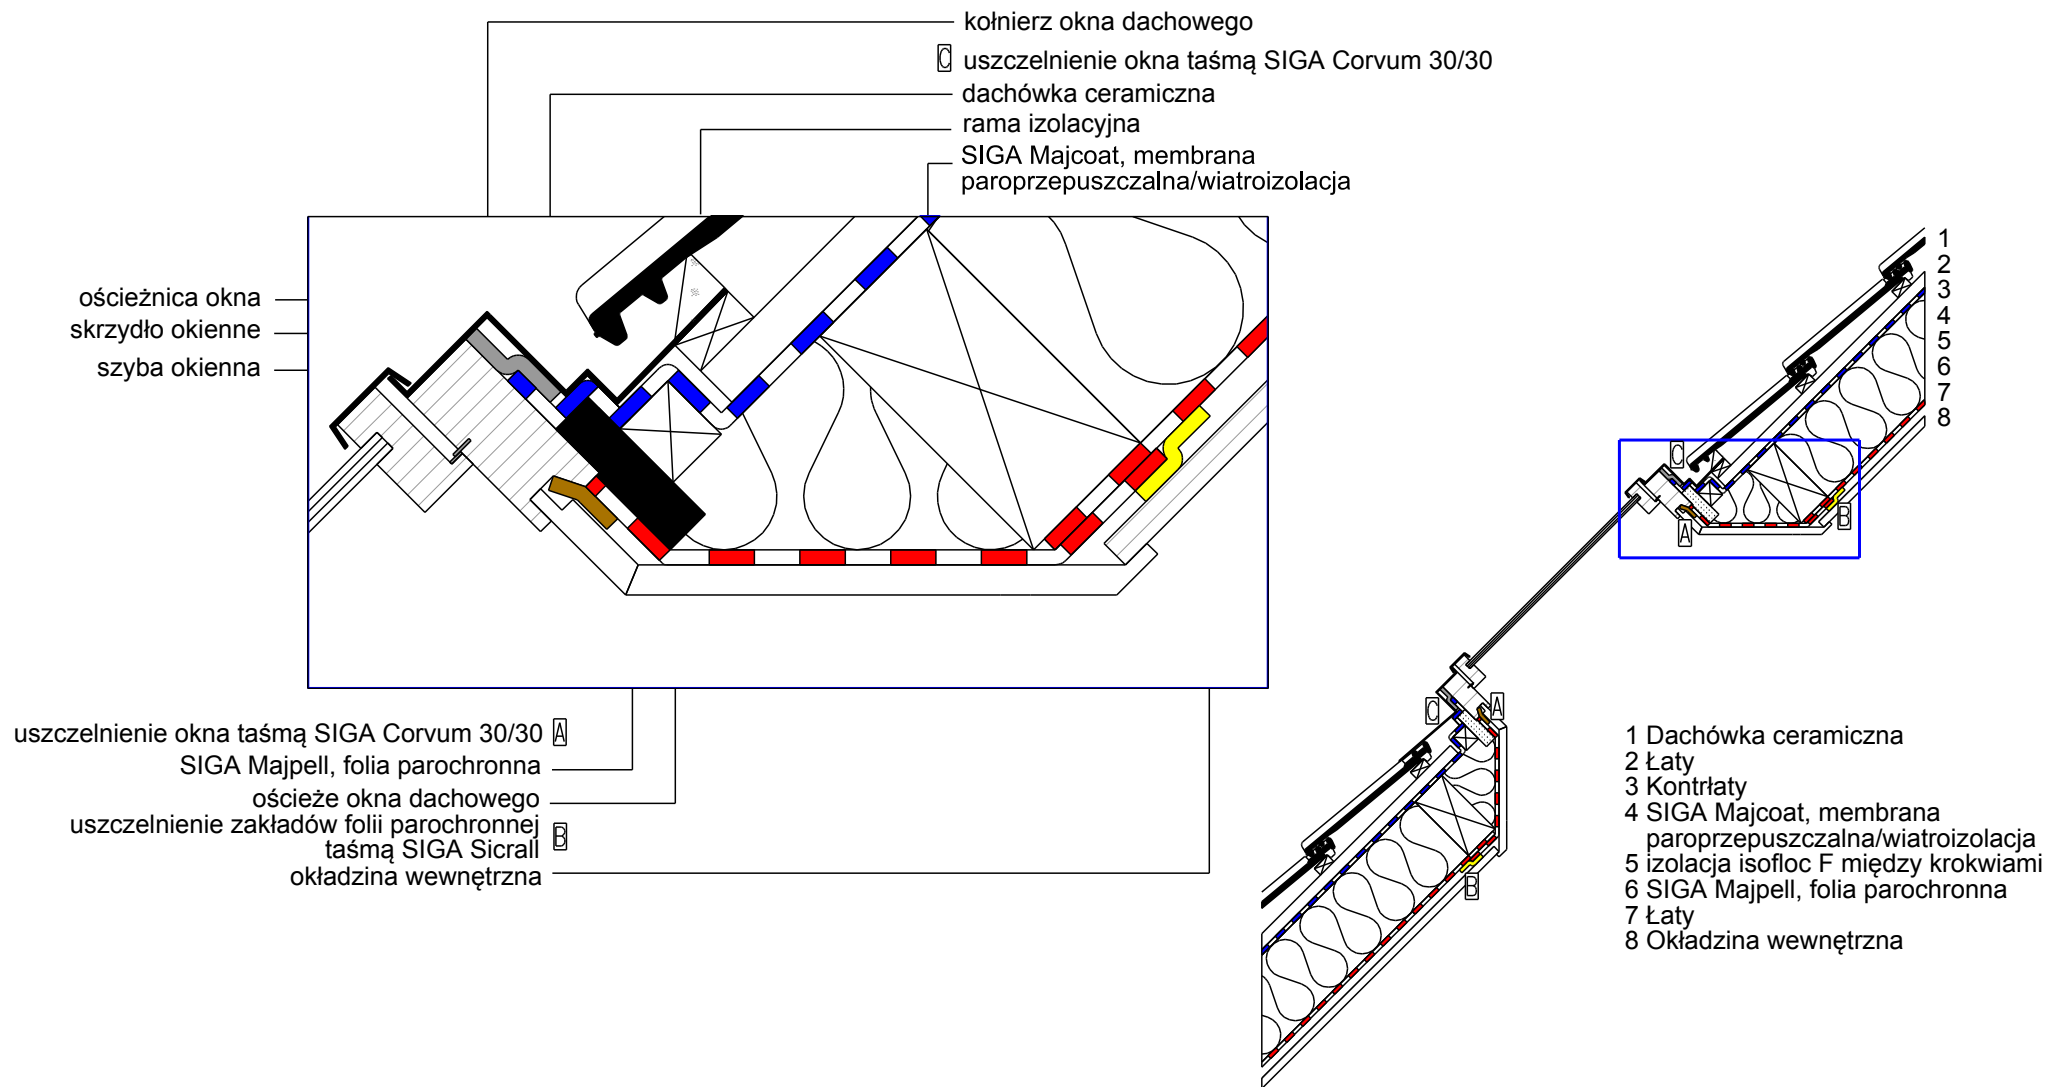 kołnierz okna dachowego
C uszczelnienie okna taśmą SIGA Corvum 30/30
dachówka ceramiczna
rama izolacyjna
SIGA Majcoat, membrana
paroprzepuszczalna/wiatroizolacja
ościeżnica okna
skrzydło okienne
szyba okienna
uszczelnienie okna taśmą SIGA Corvum 30/30 A
SIGA Majpell, folia parochronna
ościeże okna dachowego
uszczelnienie zakładów folii parochronnej
taśmą SIGA Sicrall B
okładzina wewnętrzna
1
2
3
4
5
6
7
8
C
A
B
C
A
B
1 Dachówka ceramiczna
2 Łaty
3 Kontrłaty
4 SIGA Majcoat, membrana
paroprzepuszczalna/wiatroizolacja
5 izolacja isofloc F między krokwiami
6 SIGA Majpell, folia parochronna
7 Łaty
8 Okładzina wewnętrzna